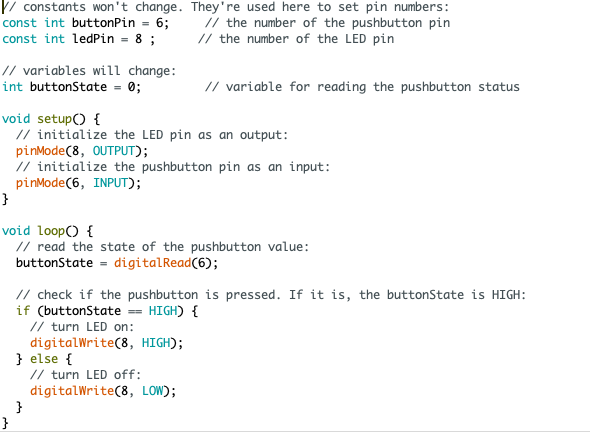 // constants won't change. They're used here to set pin numbers:
const int buttonPin = 6;     // the number of the pushbutton pin
const int ledPin = 8 ;      // the number of the LED pin

// variables will change:
int buttonState = 0;         // variable for reading the pushbutton status

void setup() {
  // initialize the LED pin as an output:
  pinMode(8, OUTPUT);
  // initialize the pushbutton pin as an input:
  pinMode(6, INPUT);
}

void loop() {
  // read the state of the pushbutton value:
  buttonState = digitalRead(6);

  // check if the pushbutton is pressed. If it is, the buttonState is HIGH:
  if (buttonState == HIGH) {
    // turn LED on:
    digitalWrite(8, HIGH);
  } else {
    // turn LED off:
    digitalWrite(8, LOW);
  }
}